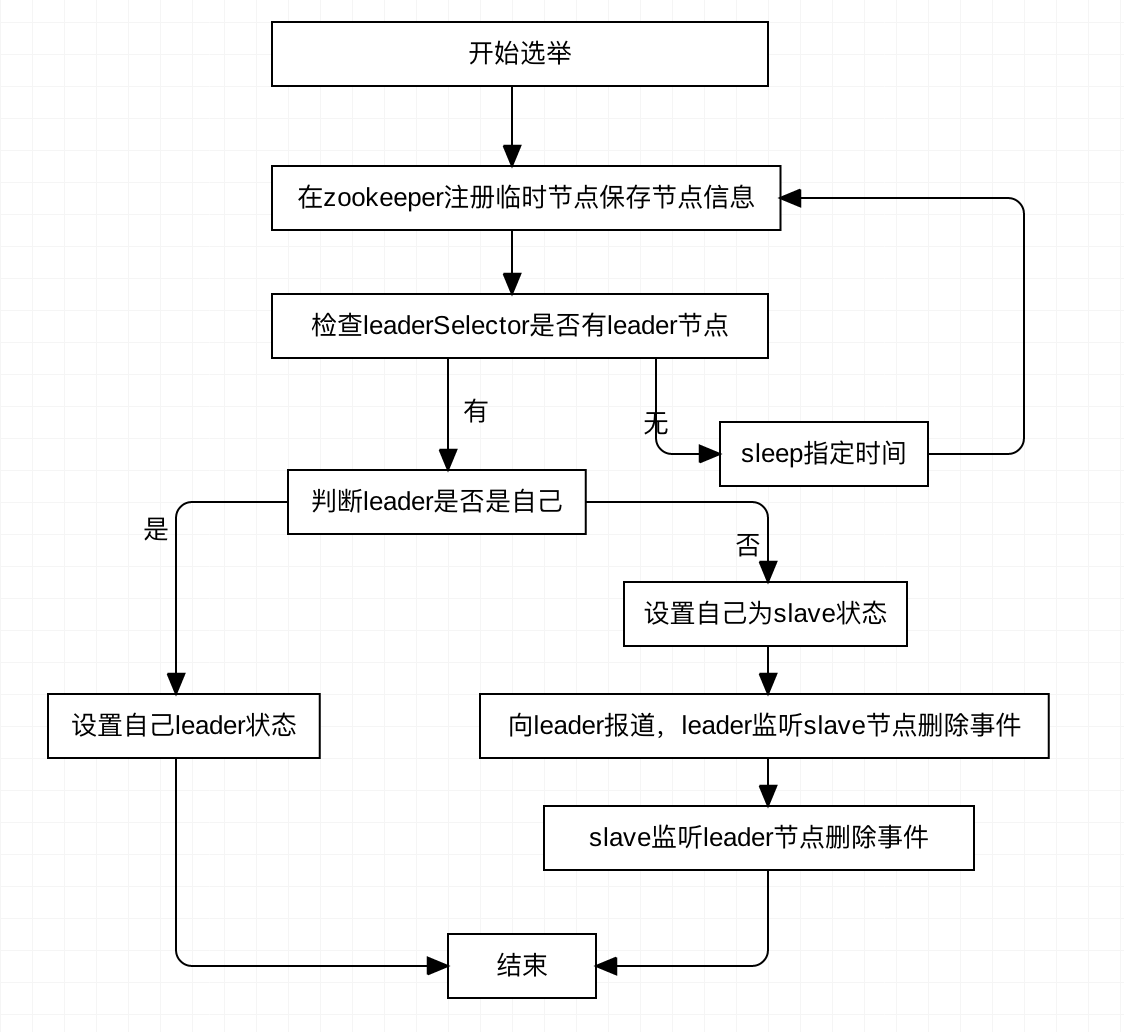 开始选举
在zookeeper注册临时节点保存节点信息
检查leaderSelector是否有leader节点
有
无
sleep指定时间
判断leader是否是自己
是
否
设置自己为slave状态
设置自己leader状态
向leader报道，leader监听slave节点删除事件
slave监听leader节点删除事件
结束